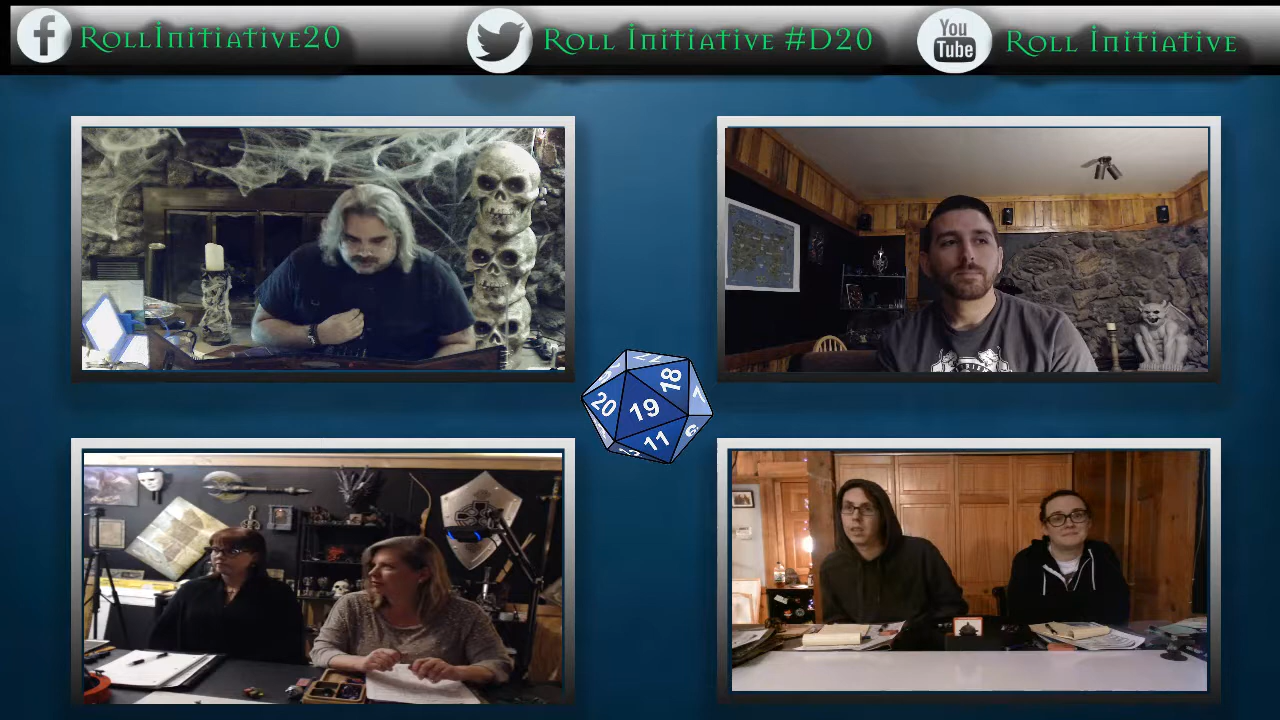 RollInitiative20
Roll Initiative #D20
You
Tube
Roll Initiative
18
20
19
11